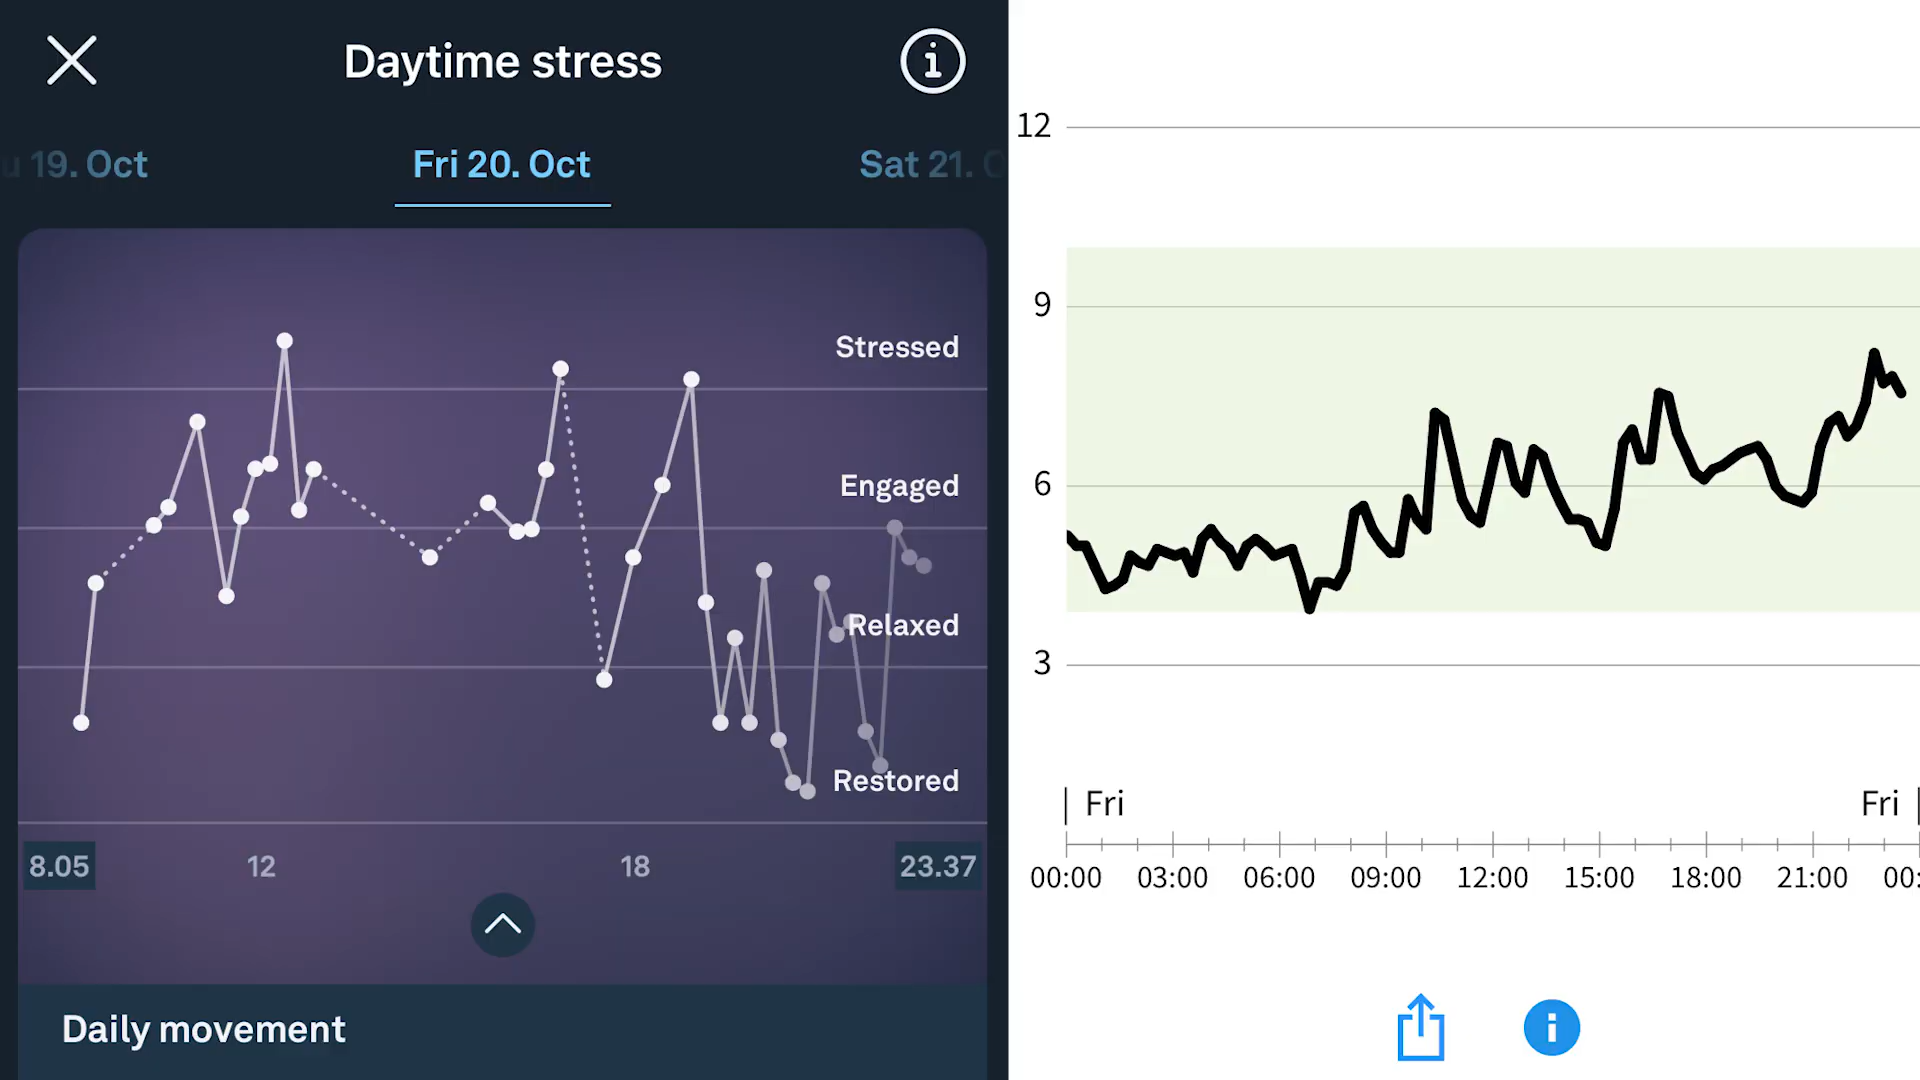 Daytime stress
u 19. Oct
Fri 20. Oct
Sat 21. O
Stressed
Engaged
Relaxed
Restored
8.05
12
18
23.37
Daily movement
12
9
6
3
Fri
Fri
00:00
03:00
06:00
09:00
12:00
15:00
18:00
21:00
00: